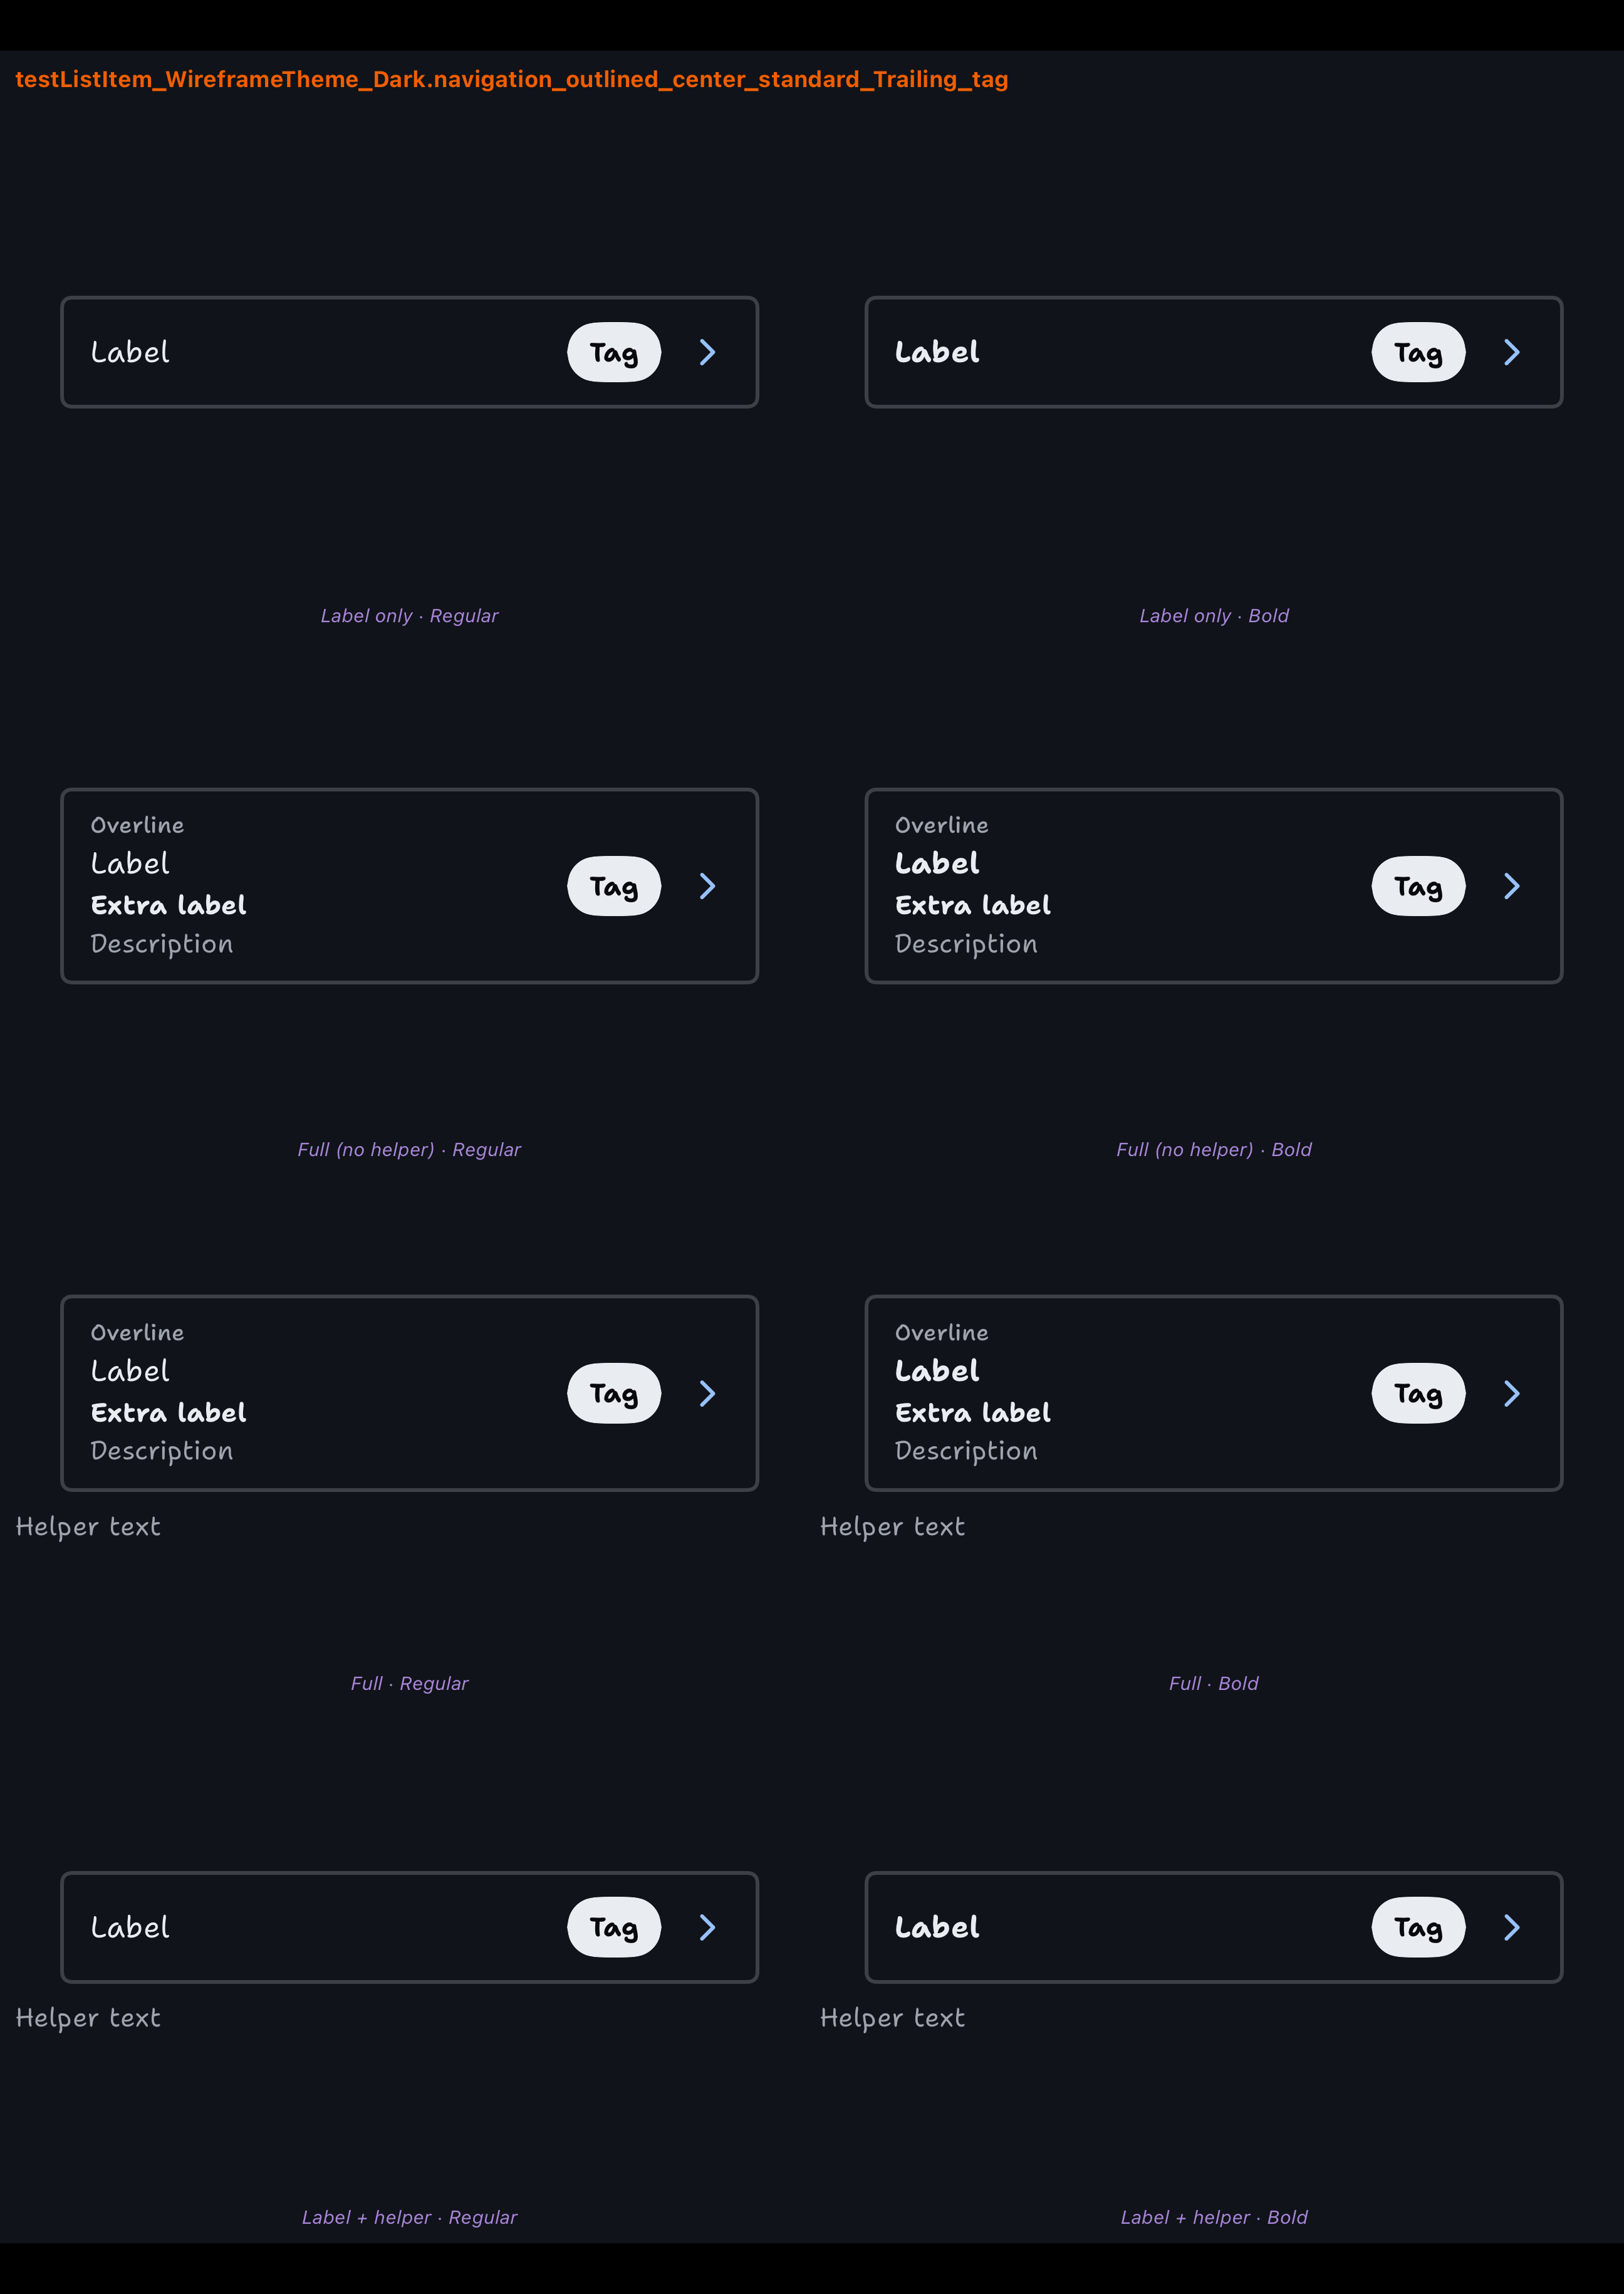 testListItem_WireframeTheme_Dark.navigation_outlined_center_standard_Trailing_tag
Label Tag
Label Tag
Label only · Regular
Label only · Bold
Overline
Label
Extra label
Description
Tag
Overline
Label
Extra label
Description
Tag
Full (no helper) · Regular
Full (no helper) · Bold
Overline
Label
Extra label
Description
Tag
Helper text
Overline
Label
Extra label
Description
Tag
Helper text
Full · Regular
Full · Bold
Label Tag
Helper text
Label Tag
Helper text
Label + helper · Regular
Label + helper · Bold